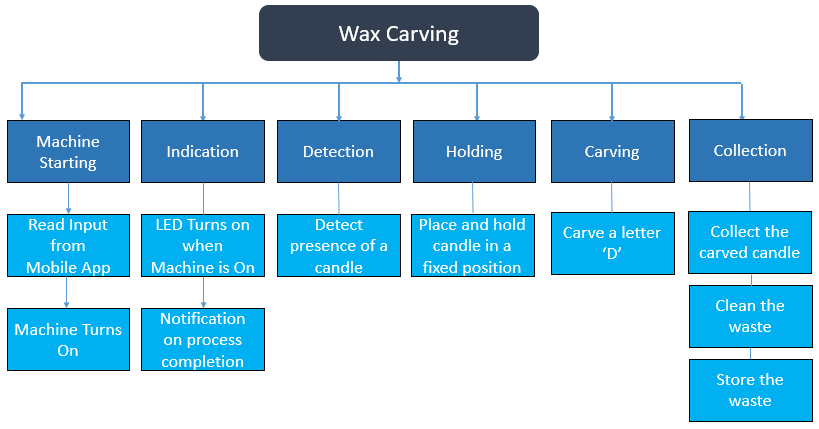 Wax Carving
Machine
Starting
Indication
Detection
Holding
Carving
Collection
Read Input
from
Mobile App
LED Turns on
when
Machine is On
Detect
presence of a
candle
Place and hold
candle in a
fixed position
Carve a letter
‘D’
Collect the
carved candle
Machine Turns
On
Notification
on process
completion
Clean the
waste
Store the
waste